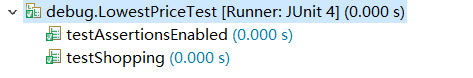 debug.LowestPriceTest [Runner: JUnit 4] (0.000 s)
testAssertionsEnabled (0.000 s)
testShopping (0.000 s)